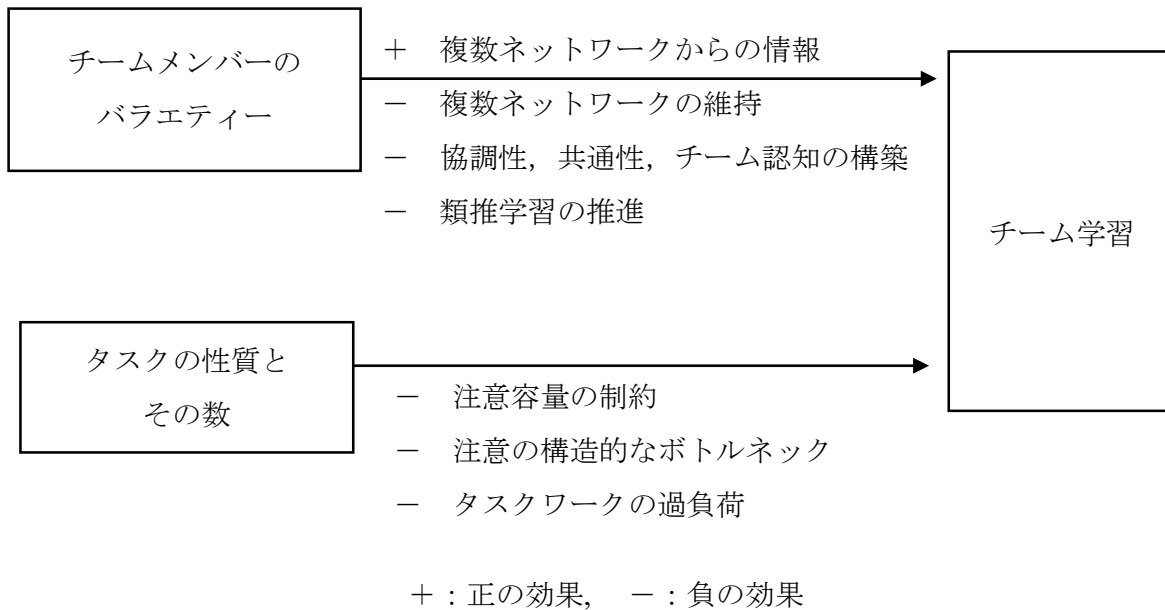 チームメンバーの
バラエティー
＋　複数ネットワークからの情報
－　複数ネットワークの維持
－　協調性，共通性，チーム認知の構築
－　類推学習の推進
チーム学習
タスクの性質と
その数
－　注意容量の制約
－　注意の構造的なボトルネック
－　タスクワークの過負荷
＋：正の効果，　－：負の効果